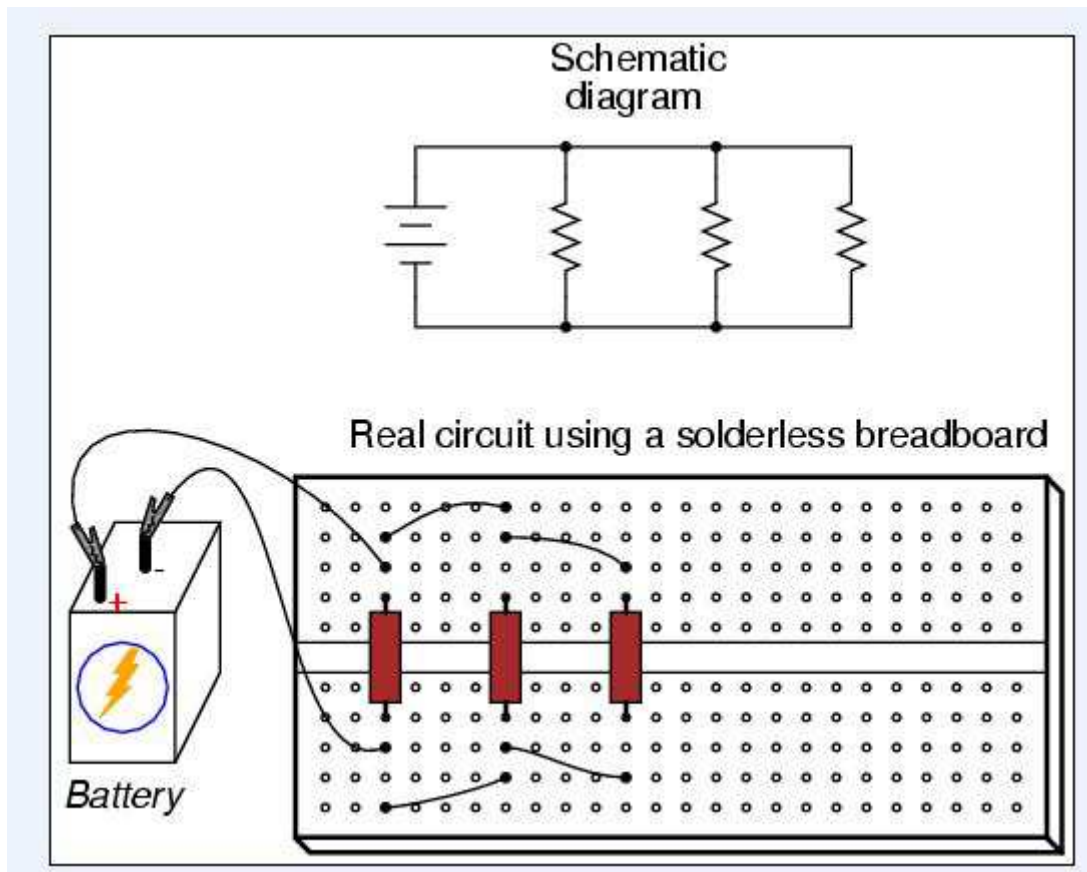 Schematic
diagram
Real circuit using a solderless breadboard
-
+
Battery